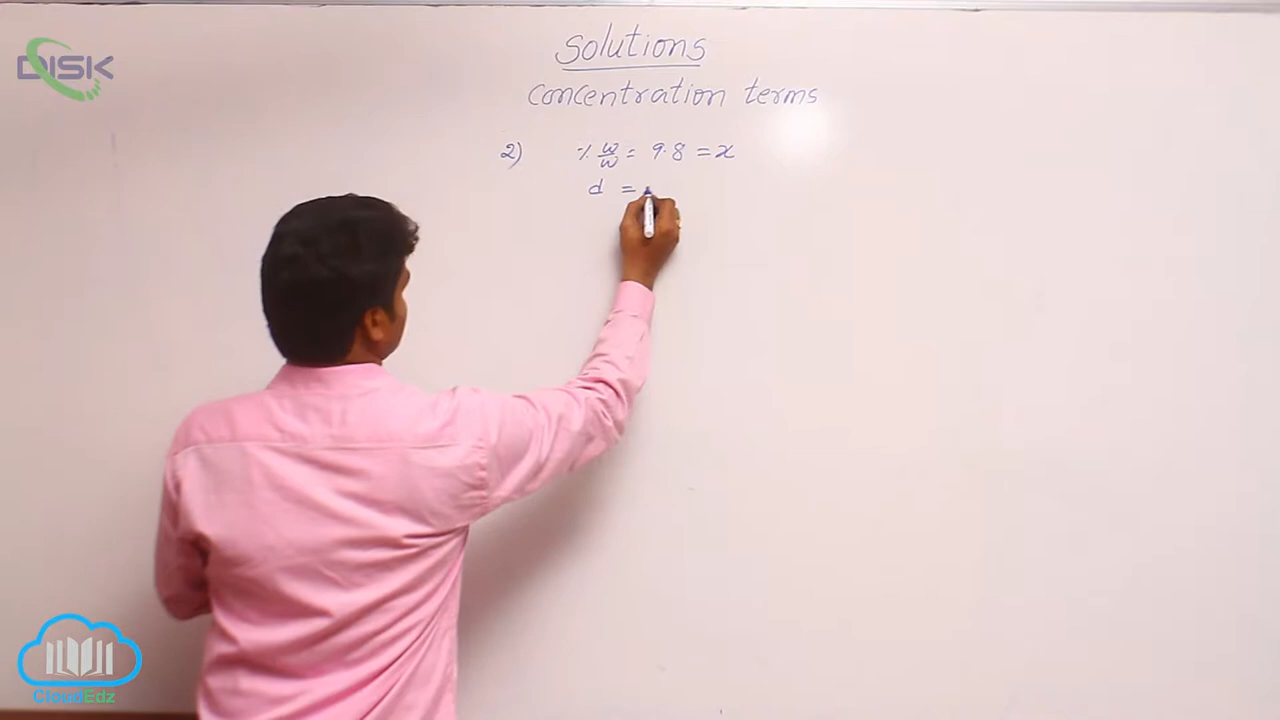 DISK
Solutions
Concentration terms
2) % w/w = 9.8 = x
d =
CloudEdz